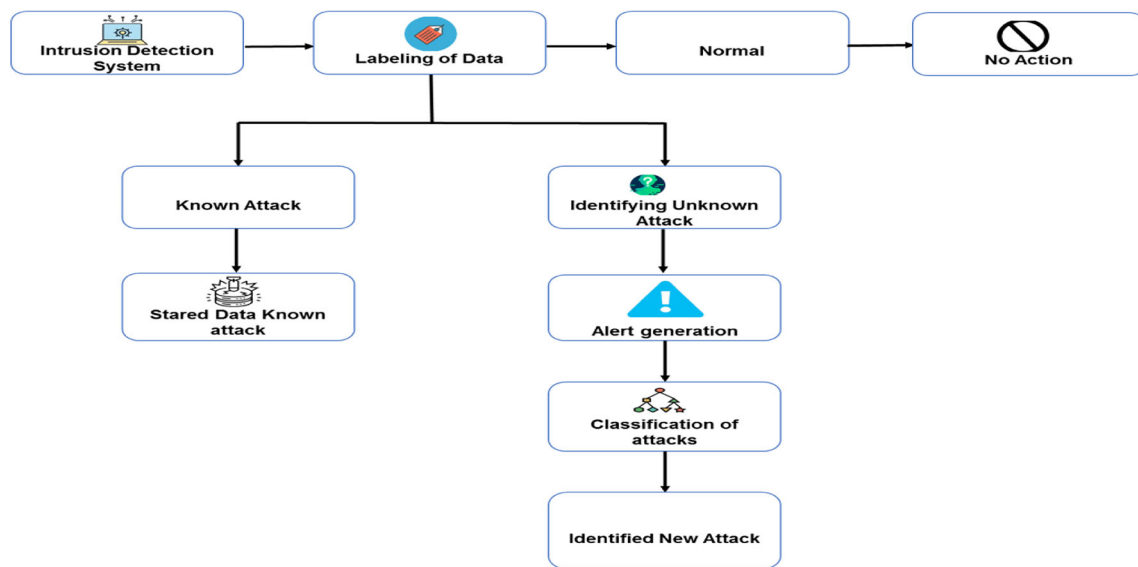 Intrusion Detection
System
Labeling of Data
Normal
No Action
Known Attack
Identifying Unknown
Attack
Stared Data Known
attack
Alert generation
Classification of
attacks
Identified New Attack